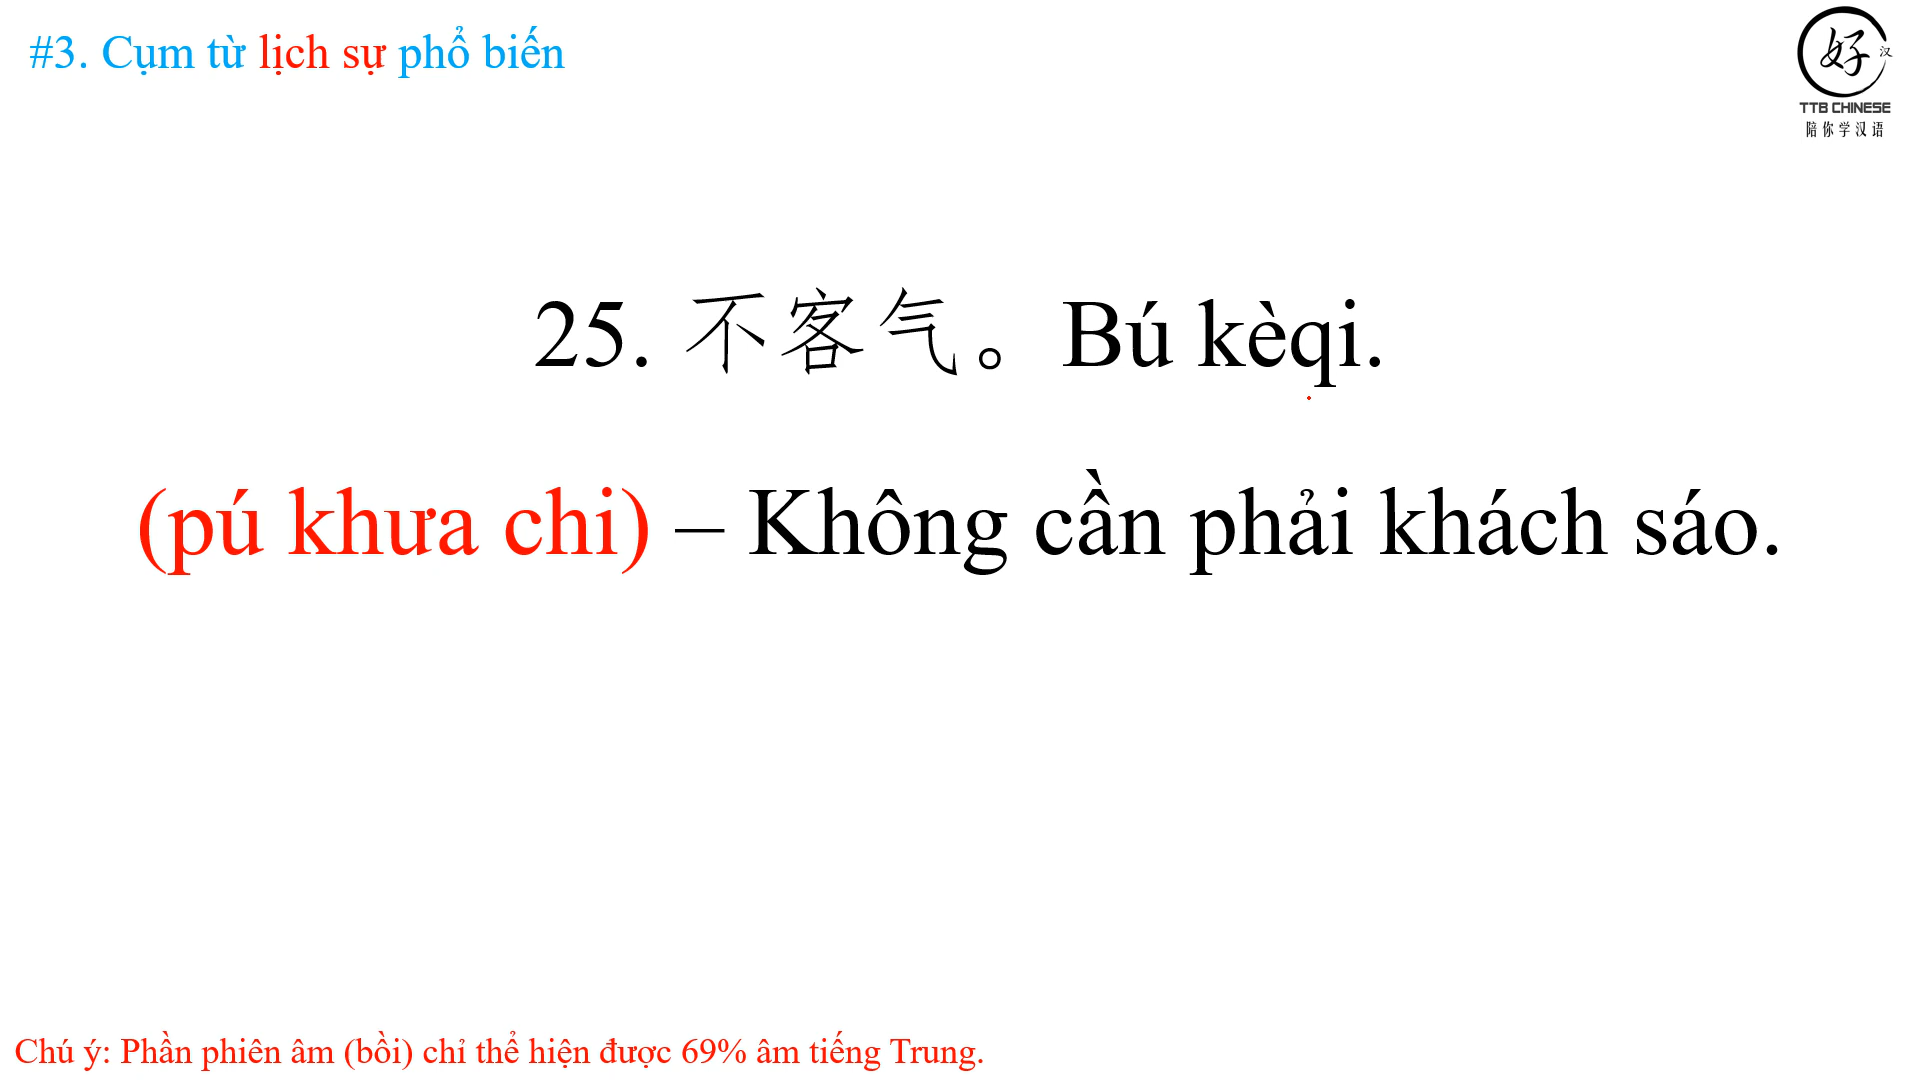 #3. Cụm từ lịch sự phổ biến
好
汉
TTB CHINESE
陪你学汉语
25. 不客气。Bú kèqi.
(pú khưa chi) – Không cần phải khách sáo.
Chú ý: Phần phiên âm (bồi) chỉ thể hiện được 69% âm tiếng Trung.